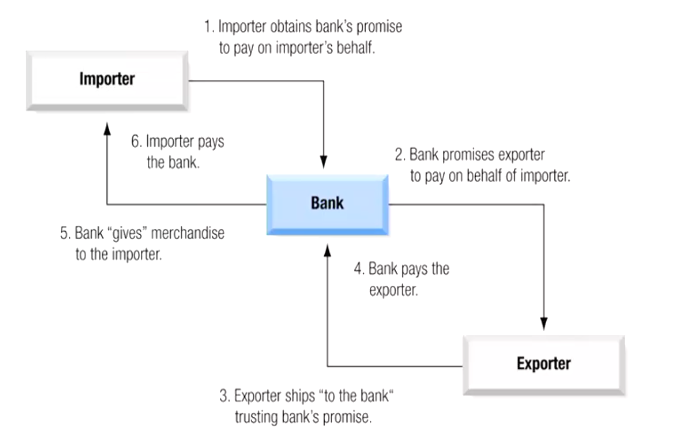 1. Importer obtains bank's promise
to pay on importer's behalf.
Importer
6. Importer pays
the bank.
2. Bank promises exporter
to pay on behalf of importer.
Bank
5. Bank “gives” merchandise
to the importer.
4. Bank pays the
exporter.
Exporter
3. Exporter ships “to the bank“
trusting bank's promise.